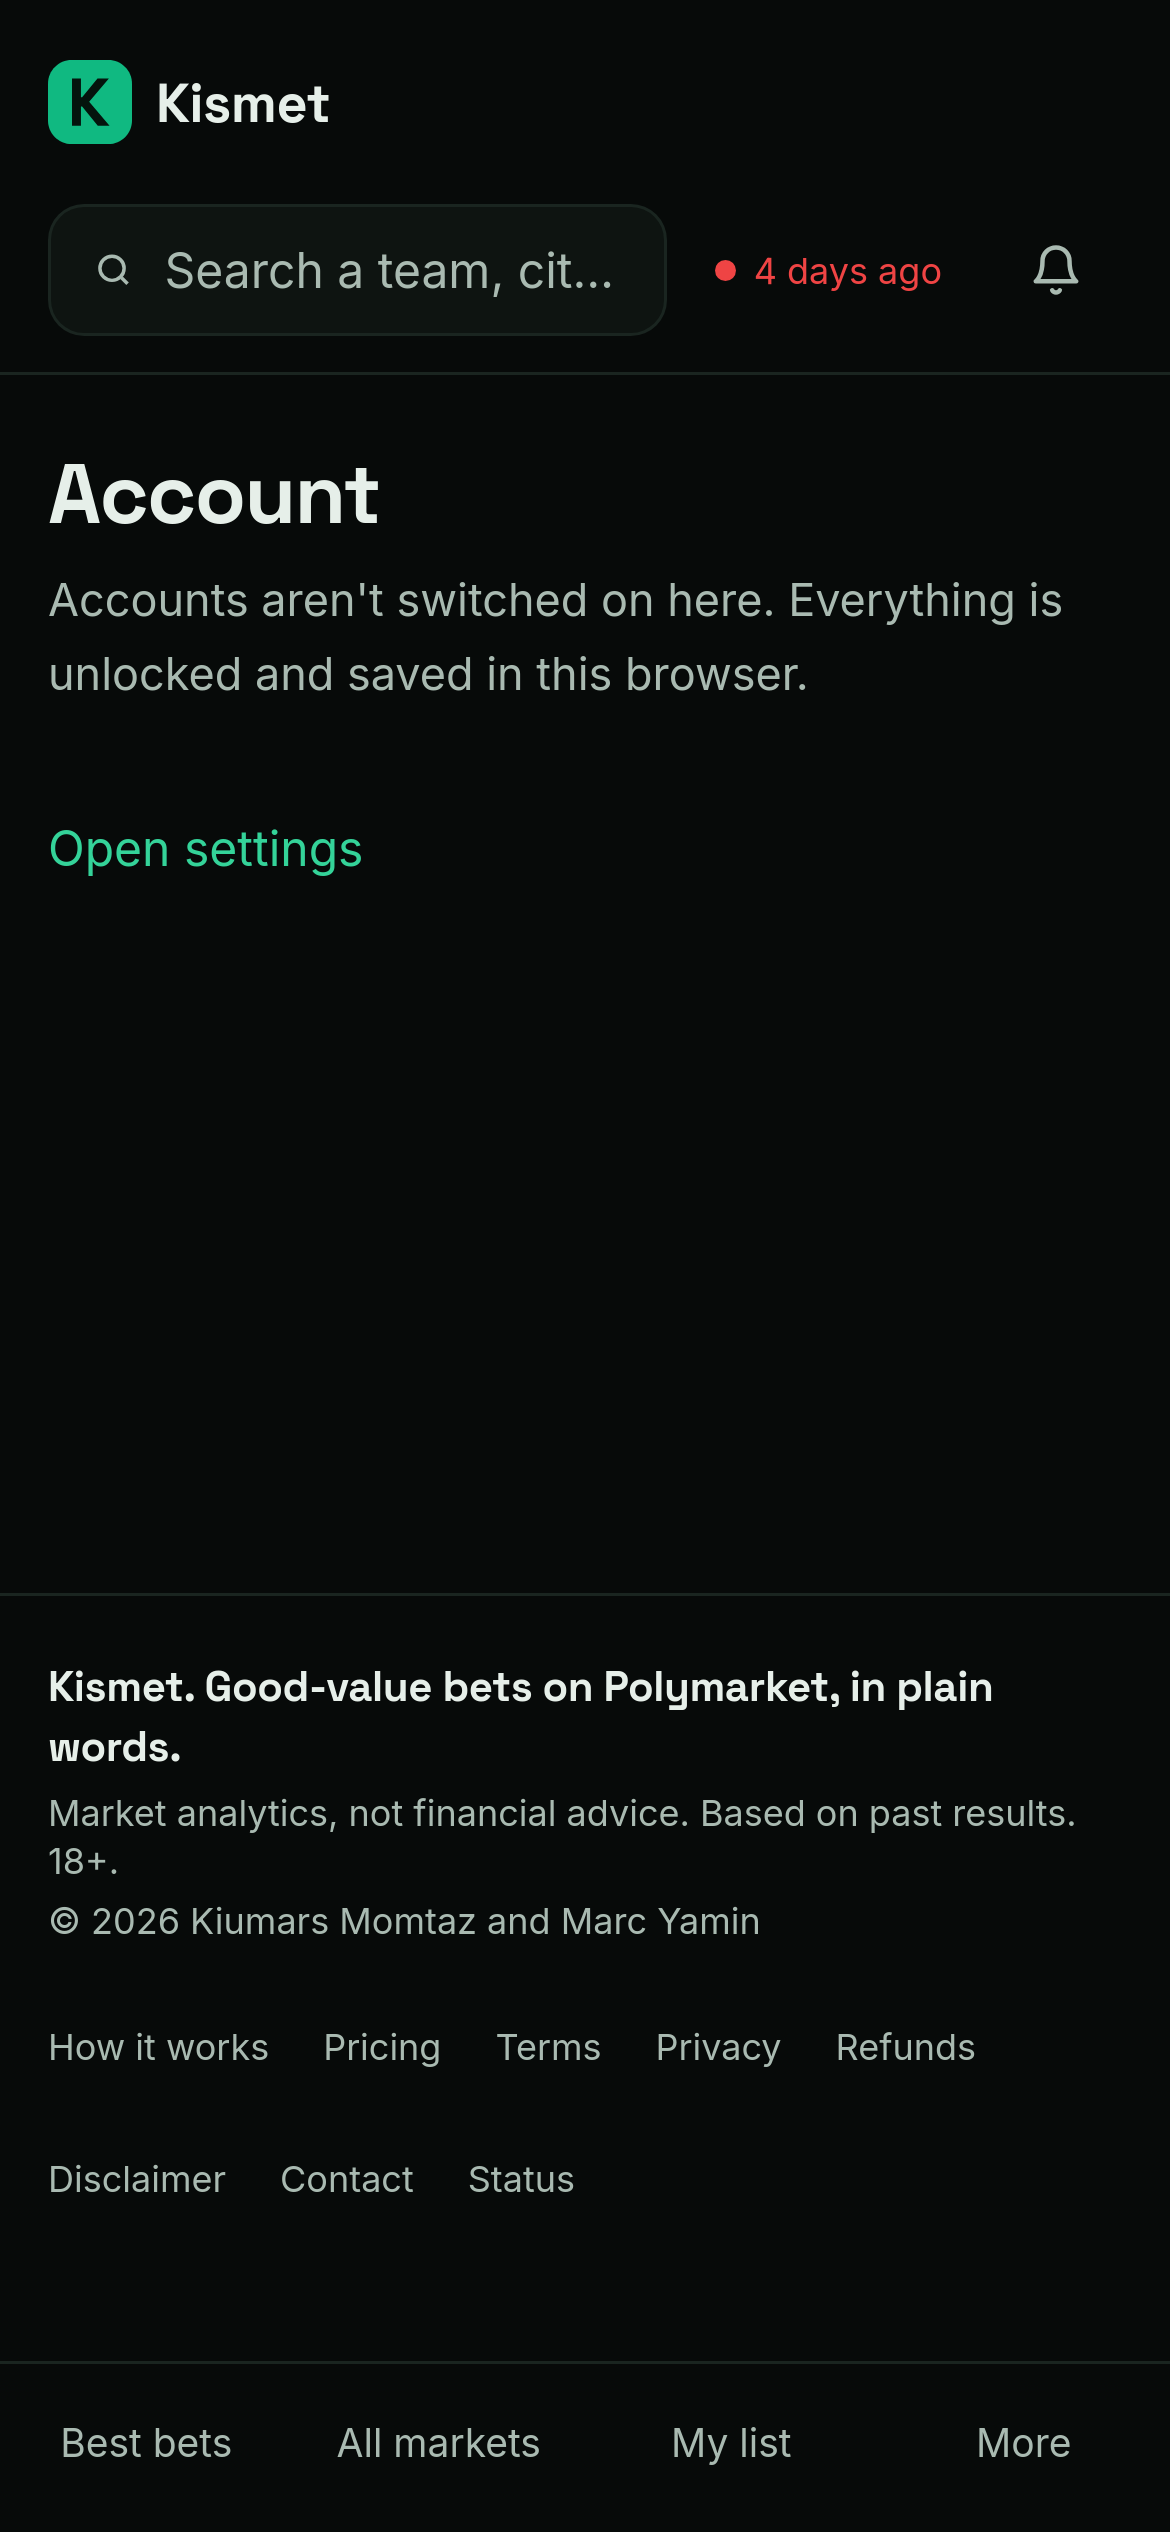 K Kismet
Search a team, cit...
4 days ago
Account
Accounts aren't switched on here. Everything is
unlocked and saved in this browser.
Open settings
Kismet. Good-value bets on Polymarket, in plain
words.
Market analytics, not financial advice. Based on past results.
18+.
© 2026 Kiumars Momtaz and Marc Yamin
How it works Pricing Terms Privacy Refunds
Disclaimer Contact Status
Best bets All markets My list More